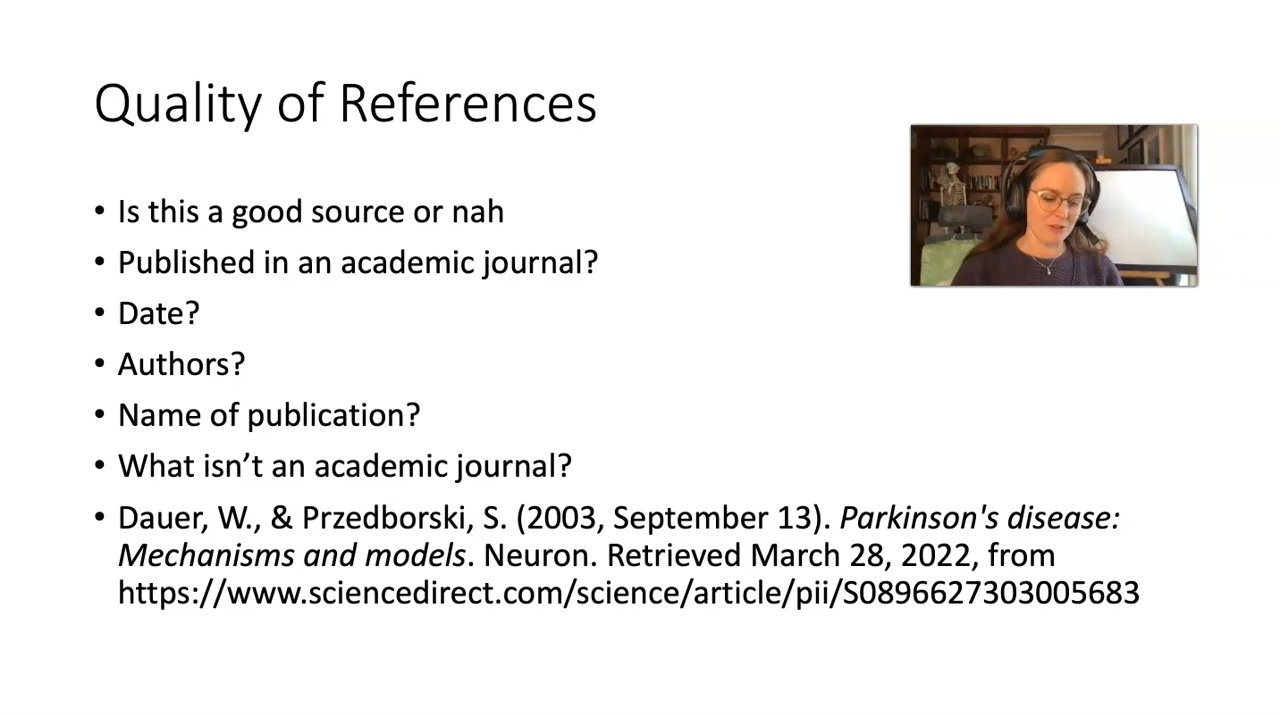 Quality of References
• Is this a good source or nah
• Published in an academic journal?
• Date?
• Authors?
• Name of publication?
• What isn’t an academic journal?
• Dauer, W., & Przedborski, S. (2003, September 13). Parkinson's disease:
Mechanisms and models. Neuron. Retrieved March 28, 2022, from
https://www.sciencedirect.com/science/article/pii/S0896627303005683